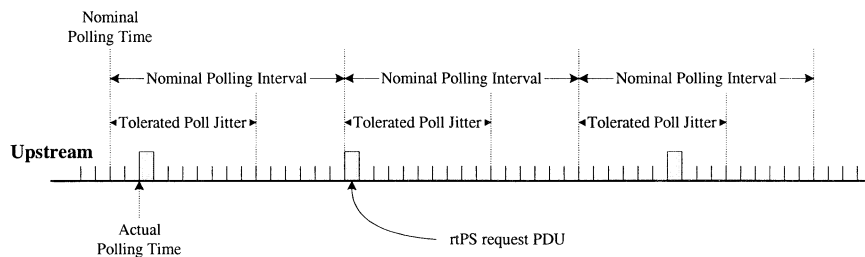 Nominal
Polling Time
Nominal Polling Interval
Nominal Polling Interval
Nominal Polling Interval
Tolerated Poll Jitter
Tolerated Poll Jitter
Tolerated Poll Jitter
Upstream
Actual
Polling Time
rtPS request PDU